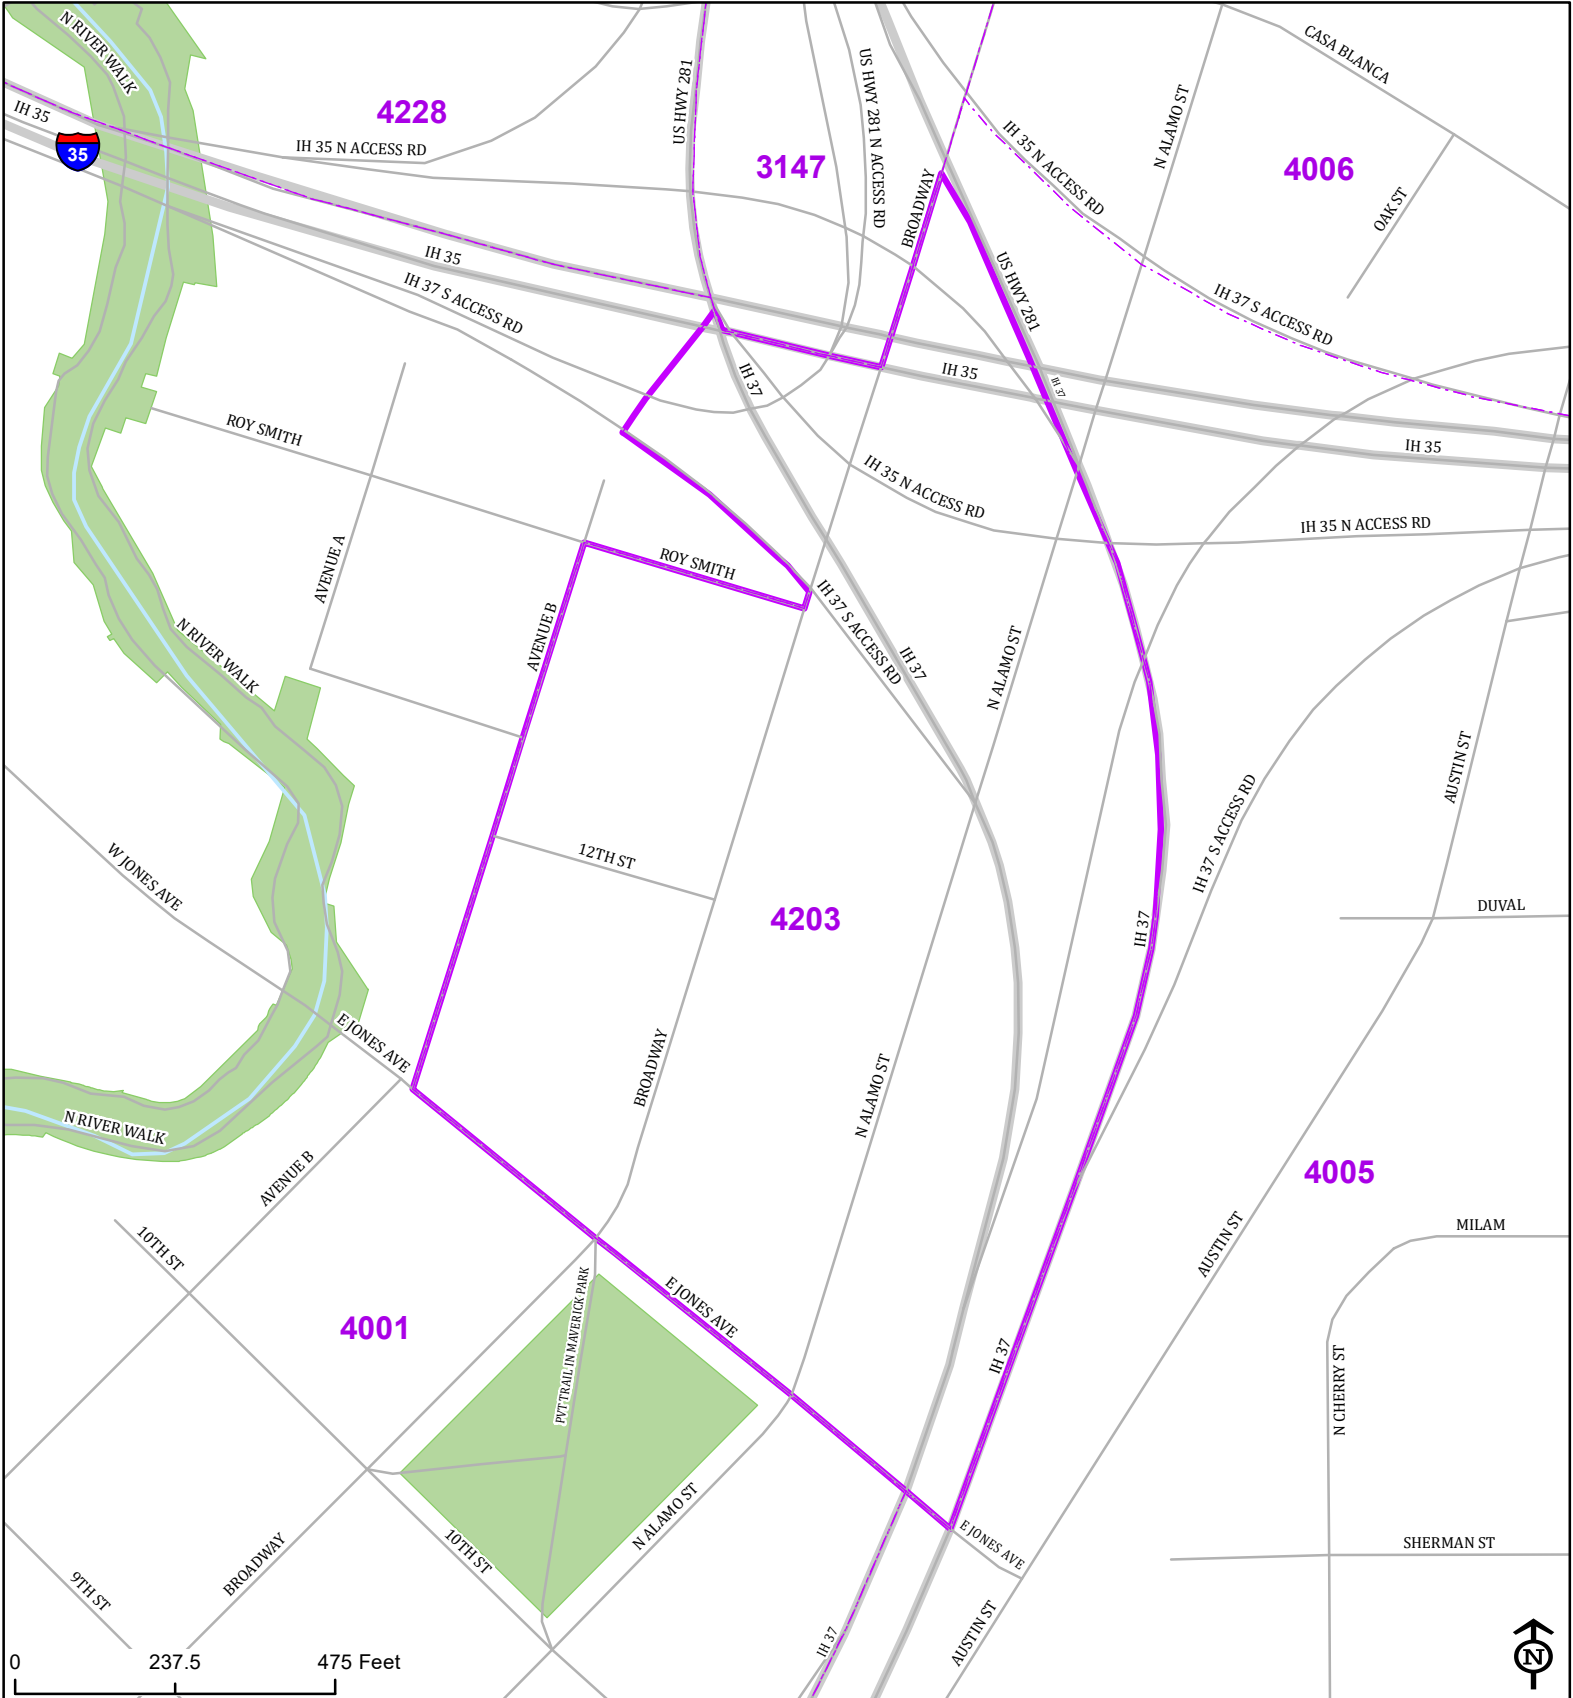 N RIVER WALK
IH 35
35
4228
IH 35 N ACCESS RD
US HWY 281
3147
US HWY 281 N ACCESS RD
BROADWAY
IH 35 N ACCESS RD
N ALAMO ST
CASA BLANCA
4006
OAK ST
IH 35
IH 37 S ACCESS RD
US HWY 281
IH 37 S ACCESS RD
IH 37
IH 35
IH 37
IH 35
ROY SMITH
IH 35 N ACCESS RD
IH 35 N ACCESS RD
AVENUE A
ROY SMITH
AVENUE B
IH 37 S ACCESS RD
IH 37
N ALAMO ST
N RIVER WALK
AUSTIN ST
W JONES AVE
12TH ST
IH 37 S ACCESS RD
4203
IH 37
DUVAL
E JONES AVE
BROADWAY
N ALAMO ST
N RIVER WALK
AVENUE B
4005
10TH ST
AUSTIN ST
MILAM
4001
PVT TRAIL IN MAVERICK PARK
E JONES AVE
IH 37
N CHERRY ST
N ALAMO ST
10TH ST
E JONES AVE
SHERMAN ST
9TH ST
BROADWAY
IH 37
AUSTIN ST
N
0 237.5 475 Feet